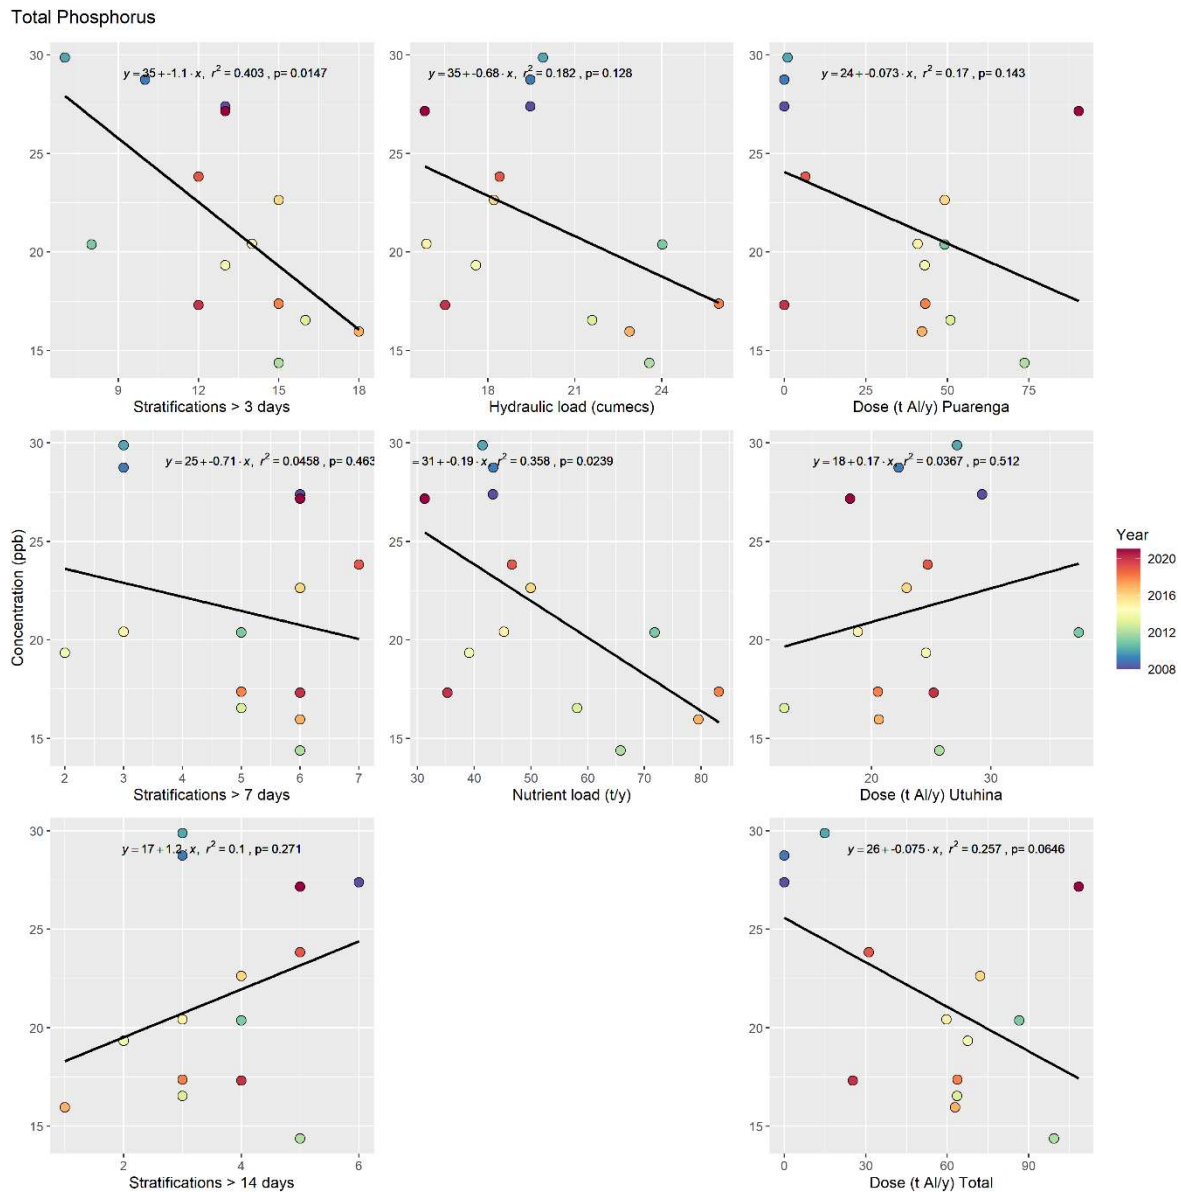 Total Phosphorus
y = 35 + -1.1 · x, r² = 0.403 , p= 0.0147
30
25
20
15
9 12 15 18
Stratifications > 3 days
y = 35 + -0.68 · x, r² = 0.182 , p= 0.128
18 21 24
Hydraulic load (cumecs)
y = 24 + -0.073 · x, r² = 0.17 , p= 0.143
30
25
20
15
0 25 50 75
Dose (t Al/y) Puarenga
Concentration (ppb)
y = 25 + -0.71 · x, r² = 0.0458 , p= 0.463
30
25
20
15
2 3 4 5 6 7
Stratifications > 7 days
= 31 + -0.19 · x, r² = 0.358 , p= 0.0239
30 40 50 60 70 80
Nutrient load (t/y)
y = 18 + 0.17 · x, r² = 0.0367 , p= 0.512
30
25
20
15
20 30
Dose (t Al/y) Utuhina
Year
2020
2016
2012
2008
y = 17 + 1.2 · x, r² = 0.1 , p= 0.271
30
25
20
15
2 4 6
Stratifications > 14 days
y = 26 + -0.075 · x, r² = 0.257 , p= 0.0646
30
25
20
15
0 30 60 90
Dose (t Al/y) Total